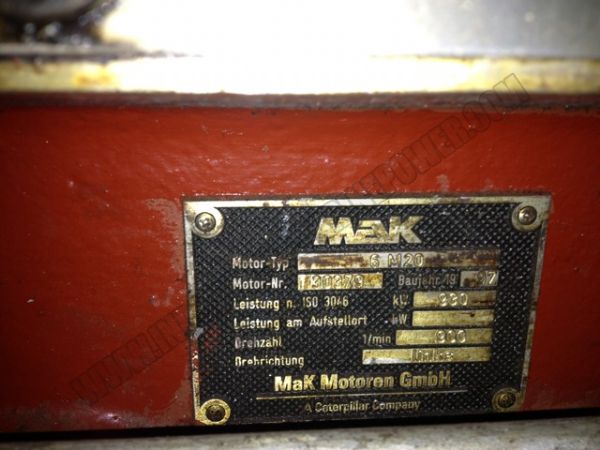 MaK
Motor-Typ 6 M20
Motor-Nr. Baujahr 19 97
Leistung n. ISO 3046 kW
Leistung am Aufstellort kW
Drehzahl 1/min 900
Drehrichtung links
MaK Motoren GmbH
A Caterpillar Company